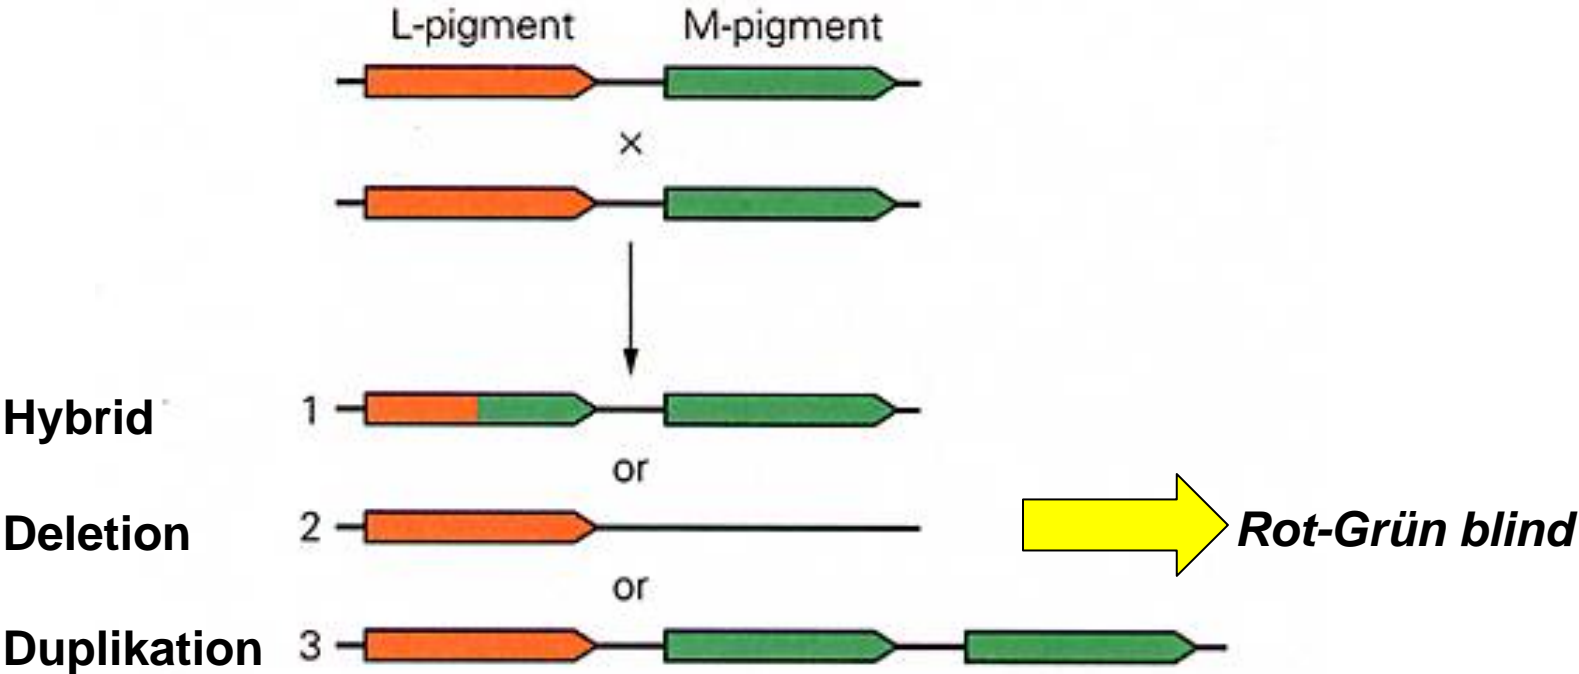 L-pigment M-pigment
×
Hybrid 1
or
Deletion 2 Rot-Grün blind
or
Duplikation 3